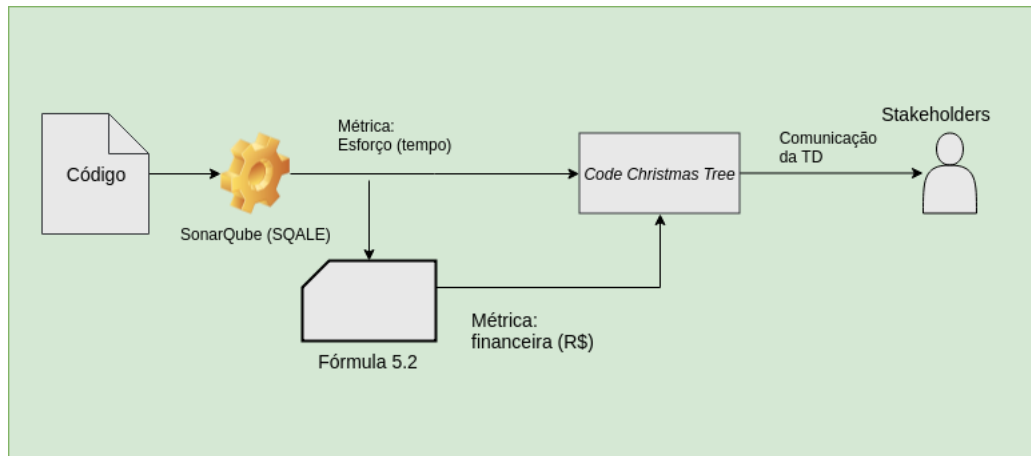 Código
SonarQube (SQALE)
Métrica:
Esforço (tempo)
Fórmula 5.2
Métrica:
financeira (R$)
Code Christmas Tree
Comunicação
da TD
Stakeholders